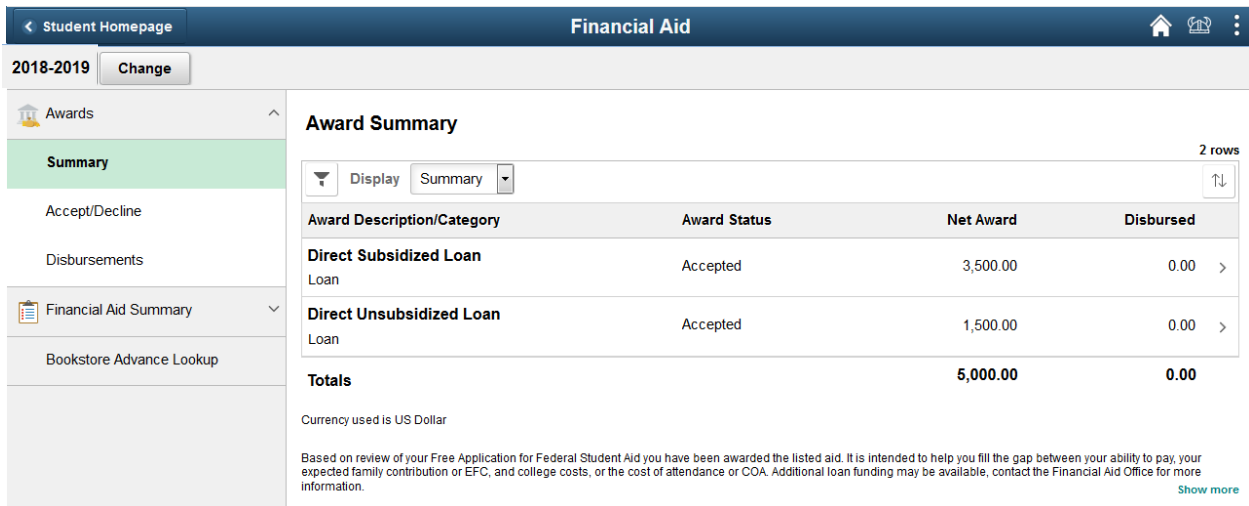 Student Homepage
Financial Aid
2018-2019 Change
Awards
Summary
Accept/Decline
Disbursements
Financial Aid Summary
Bookstore Advance Lookup
Award Summary
2 rows
Display Summary
Award Description/Category Award Status Net Award Disbursed
Direct Subsidized Loan
Loan
Accepted 3,500.00 0.00
Direct Unsubsidized Loan
Loan
Accepted 1,500.00 0.00
Totals 5,000.00 0.00
Currency used is US Dollar
Based on review of your Free Application for Federal Student Aid you have been awarded the listed aid. It is intended to help you fill the gap between your ability to pay, your
expected family contribution or EFC, and college costs, or the cost of attendance or COA. Additional loan funding may be available, contact the Financial Aid Office for more
information.
Show more